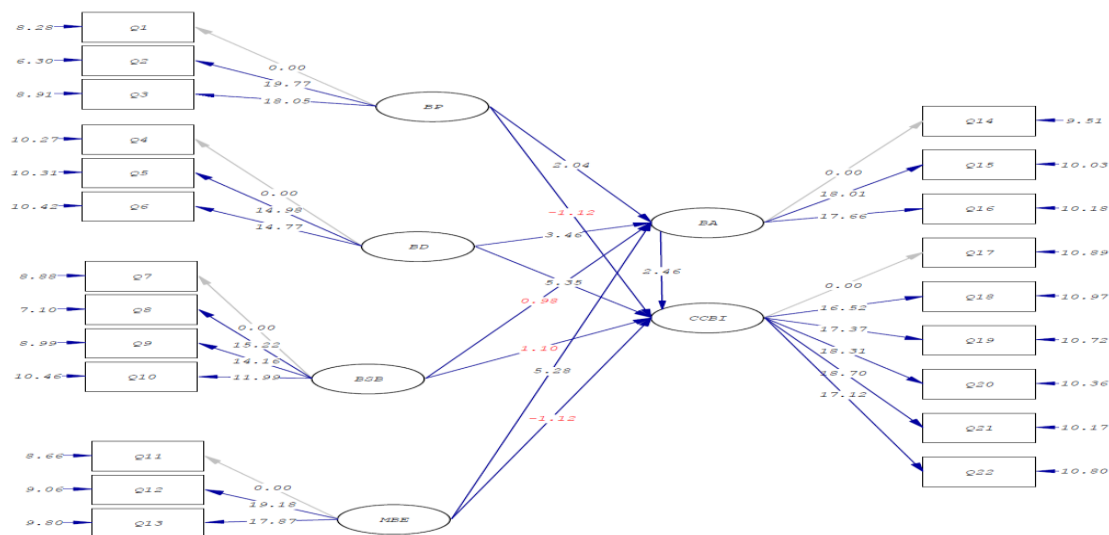 8.28 Q1
6.30 Q2
8.91 Q3
0.00
19.77
18.05
BP
10.27 Q4
10.31 Q5
10.42 Q6
0.00
14.98
14.77
BD
8.88 Q7
7.10 Q8
8.99 Q9
10.46 Q10
0.00
15.22
14.16
11.99
BSB
8.66 Q11
9.06 Q12
9.80 Q13
0.00
19.18
17.87
MBE
2.04
-1.12
3.46
5.35
0.98
1.10
5.28
-1.12
BA
2.46
CCBI
0.00
18.01
17.66
0.00
16.52
17.37
18.31
18.70
17.12
Q14 9.51
Q15 10.03
Q16 10.18
Q17 10.89
Q18 10.97
Q19 10.72
Q20 10.36
Q21 10.17
Q22 10.80